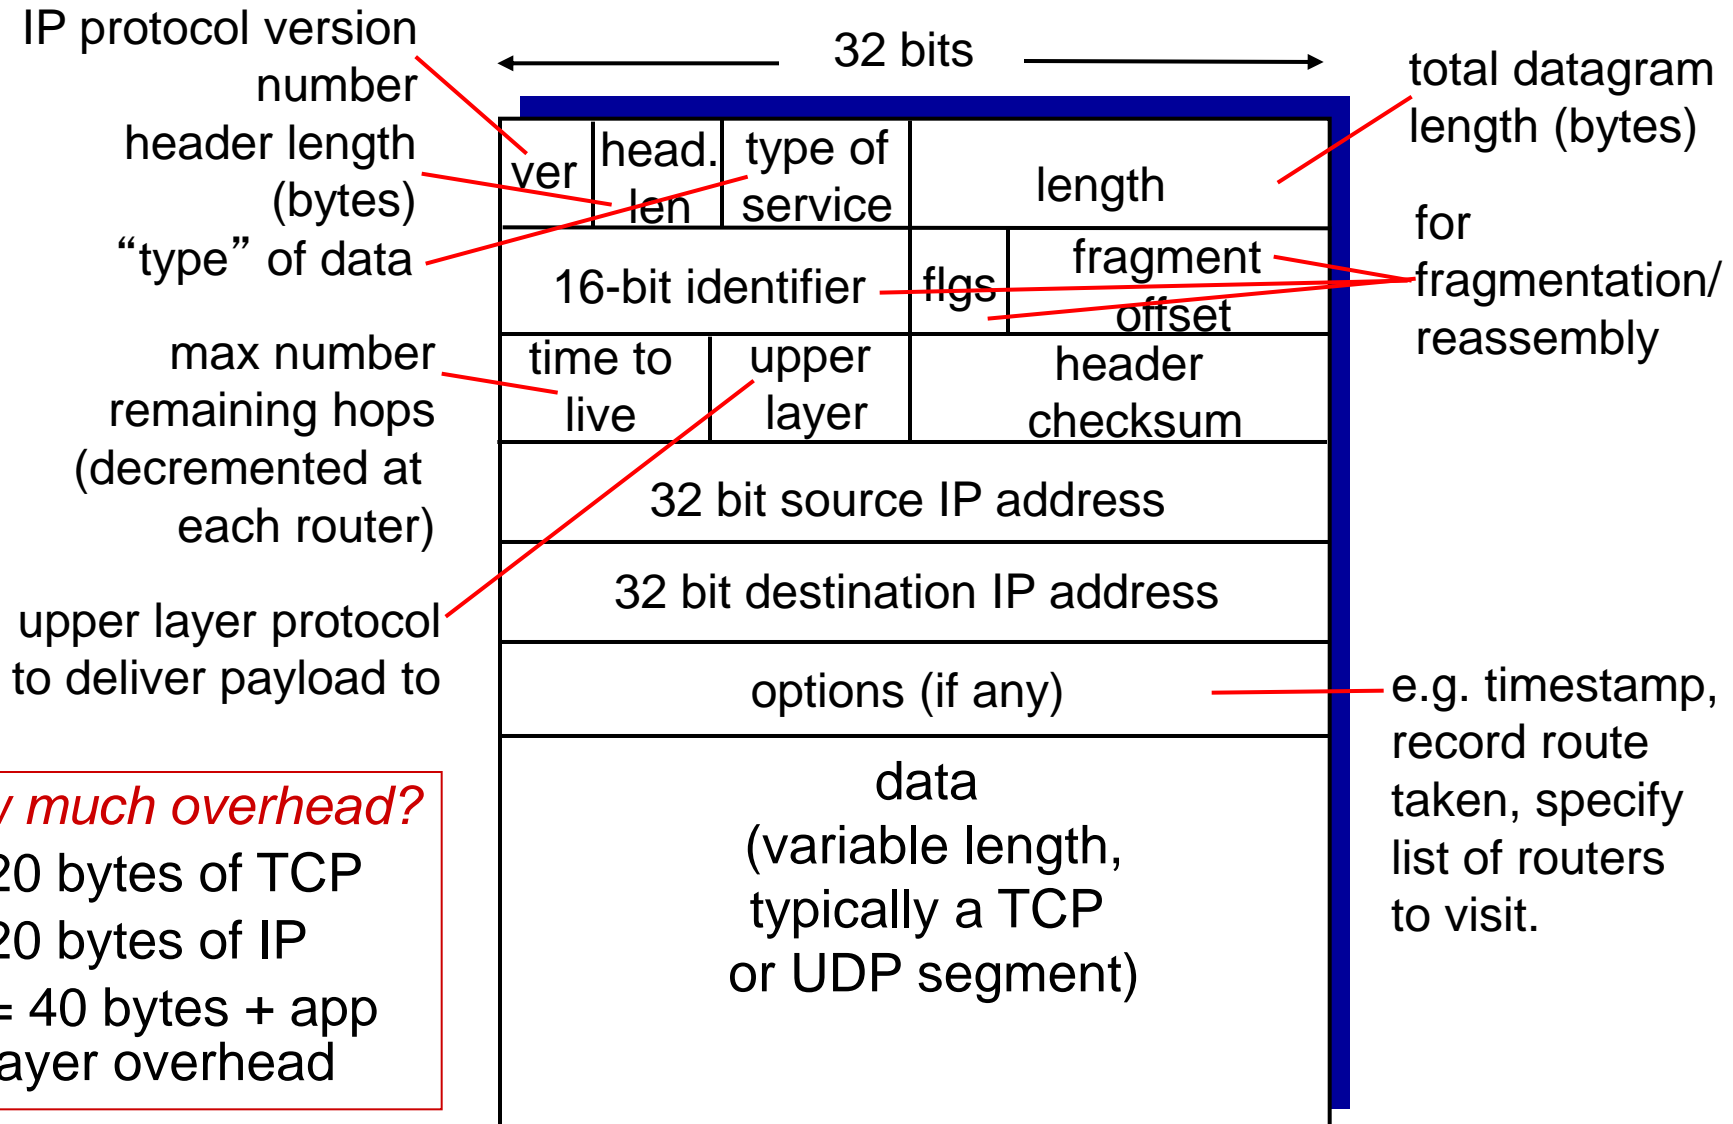 IP protocol version
number
header length
(bytes)
“type” of data
max number
remaining hops
(decremented at
each router)
upper layer protocol
to deliver payload to
32 bits
ver
head.
len
type of
service
length
16-bit identifier
flgs
fragment
offset
time to
live
upper
layer
header
checksum
32 bit source IP address
32 bit destination IP address
options (if any)
data
(variable length,
typically a TCP
or UDP segment)
total datagram
length (bytes)
for
fragmentation/
reassembly
e.g. timestamp,
record route
taken, specify
list of routers
to visit.
much overhead?
20 bytes of TCP
20 bytes of IP
= 40 bytes + app
overhead